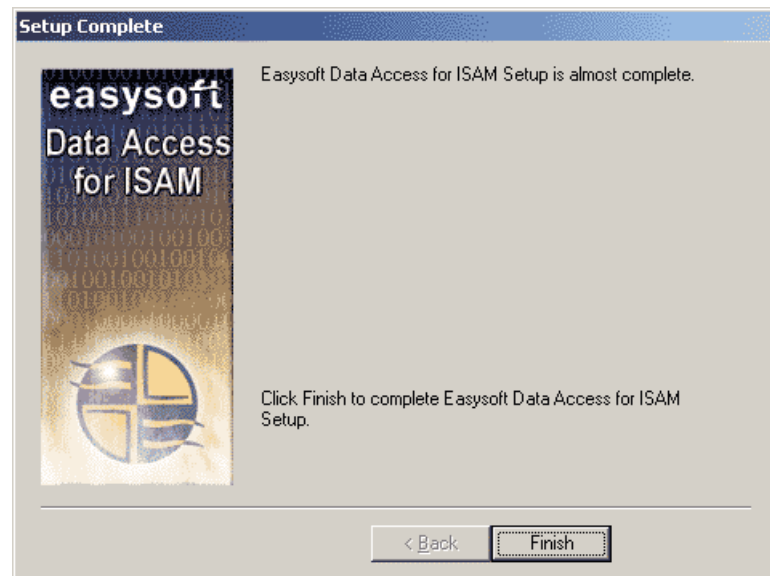 Setup Complete
easysoft
Data Access
for ISAM
Easysoft Data Access for ISAM Setup is almost complete.
Click Finish to complete Easysoft Data Access for ISAM
Setup.
< Back
Finish